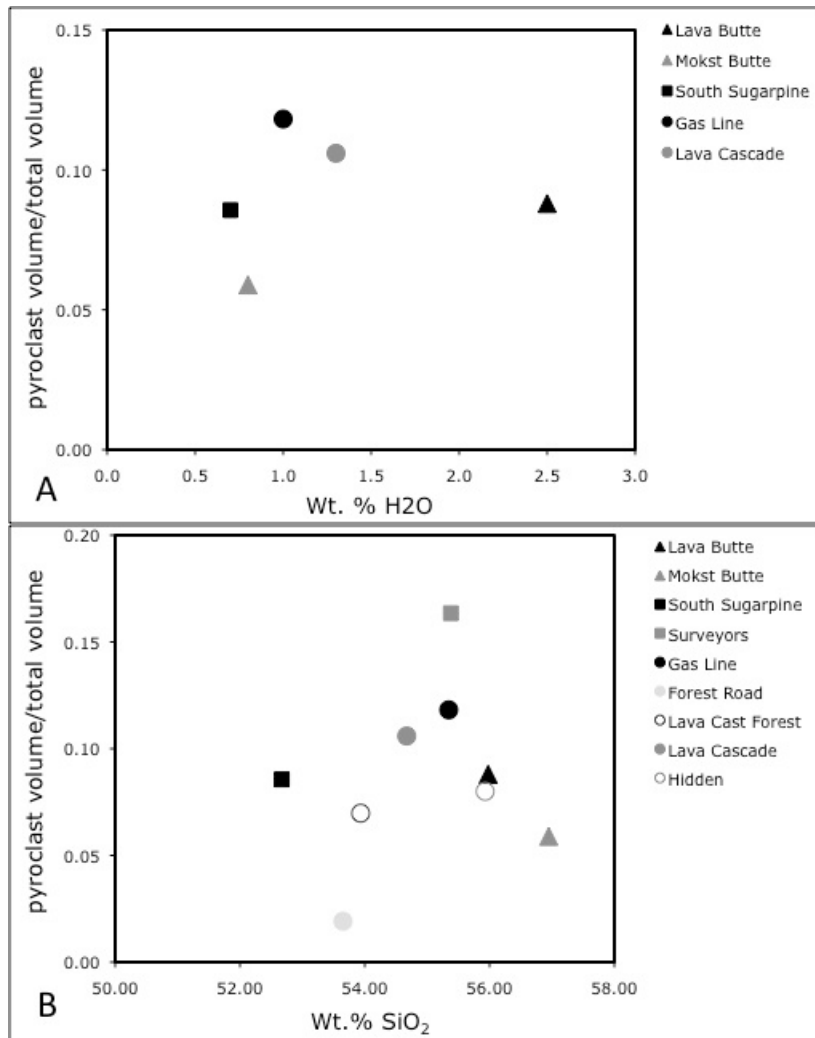 0.15
0.10
0.05
0.00
pyroclast volume/total volume
0.0 0.5 1.0 1.5 2.0 2.5 3.0
Wt. % H2O
A
Lava Butte
Mokst Butte
South Sugarpine
Gas Line
Lava Cascade
0.20
0.15
0.10
0.05
0.00
pyroclast volume/total volume
50.00 52.00 54.00 56.00 58.00
Wt.% SiO₂
B
Lava Butte
Mokst Butte
South Sugarpine
Surveyors
Gas Line
Forest Road
Lava Cast Forest
Lava Cascade
Hidden